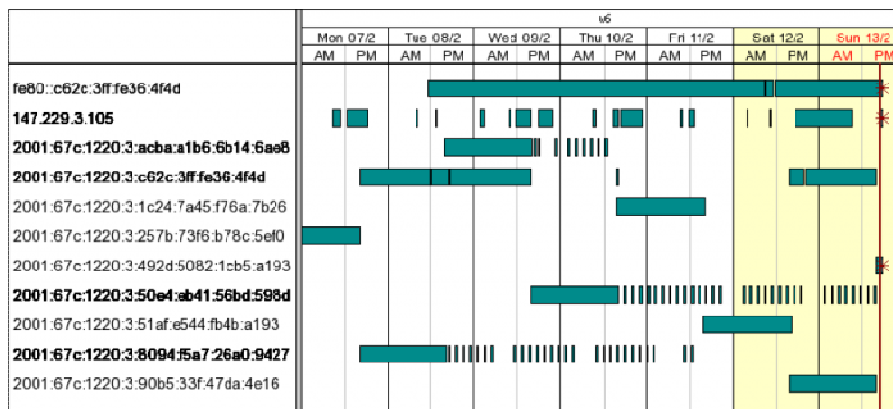 v6
Mon 07/2 Tue 08/2 Wed 09/2 Thu 10/2 Fri 11/2 Sat 12/2 Sun 13/2
AM PM AM PM AM PM AM PM AM PM AM PM AM PM
fe80::c62c:3ff:fe36:4f4d
147.229.3.105
2001:67c:1220:3:acba:a1b6:6b14:6ae8
2001:67c:1220:3:c62c:3ff:fe36:4f4d
2001:67c:1220:3:1c24:7a45:f76a:7b26
2001:67c:1220:3:257b:73f6:b78c:5ef0
2001:67c:1220:3:492d:5082:1cb5:a193
2001:67c:1220:3:50e4:eb41:56bd:598d
2001:67c:1220:3:51af:e544:fb4b:a193
2001:67c:1220:3:8094:f5a7:26a0:9427
2001:67c:1220:3:90b5:33f:47da:4e16